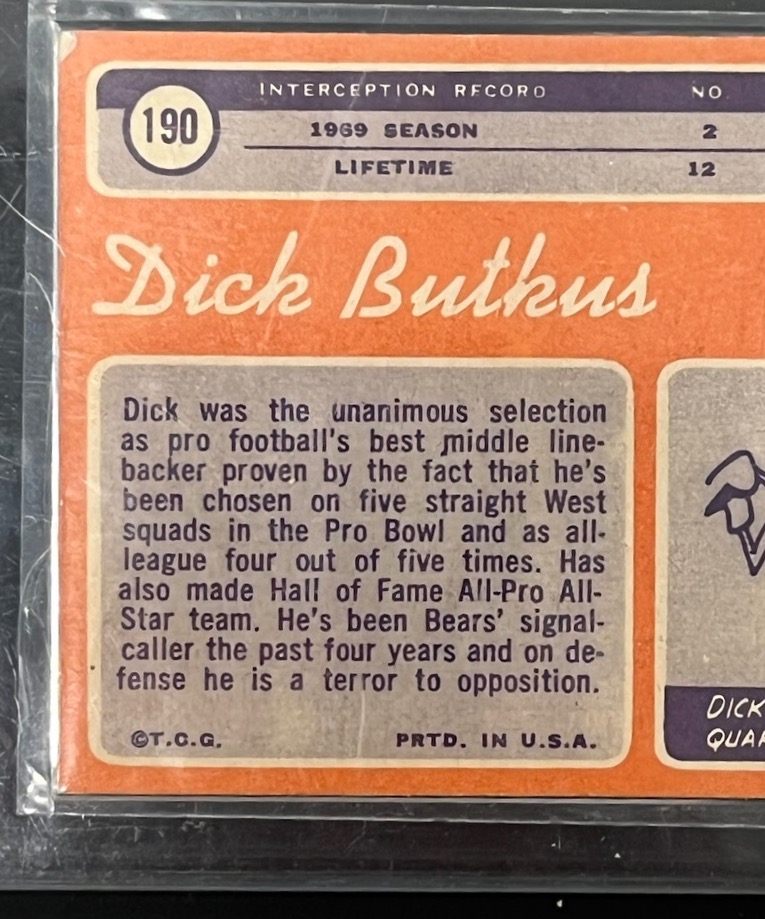 INTERCEPTION RECORD NO
190
1969 SEASON 2
LIFETIME 12
Dick Butkus
Dick was the unanimous selection
as pro football's best middle line-
backer proven by the fact that he's
been chosen on five straight West
squads in the Pro Bowl and as all-
league four out of five times. Has
also made Hall of Fame All-Pro All-
Star team. He's been Bears' signal-
caller the past four years and on de-
fense he is a terror to opposition.
©T.C.G. PRTD. IN U.S.A.
DICK